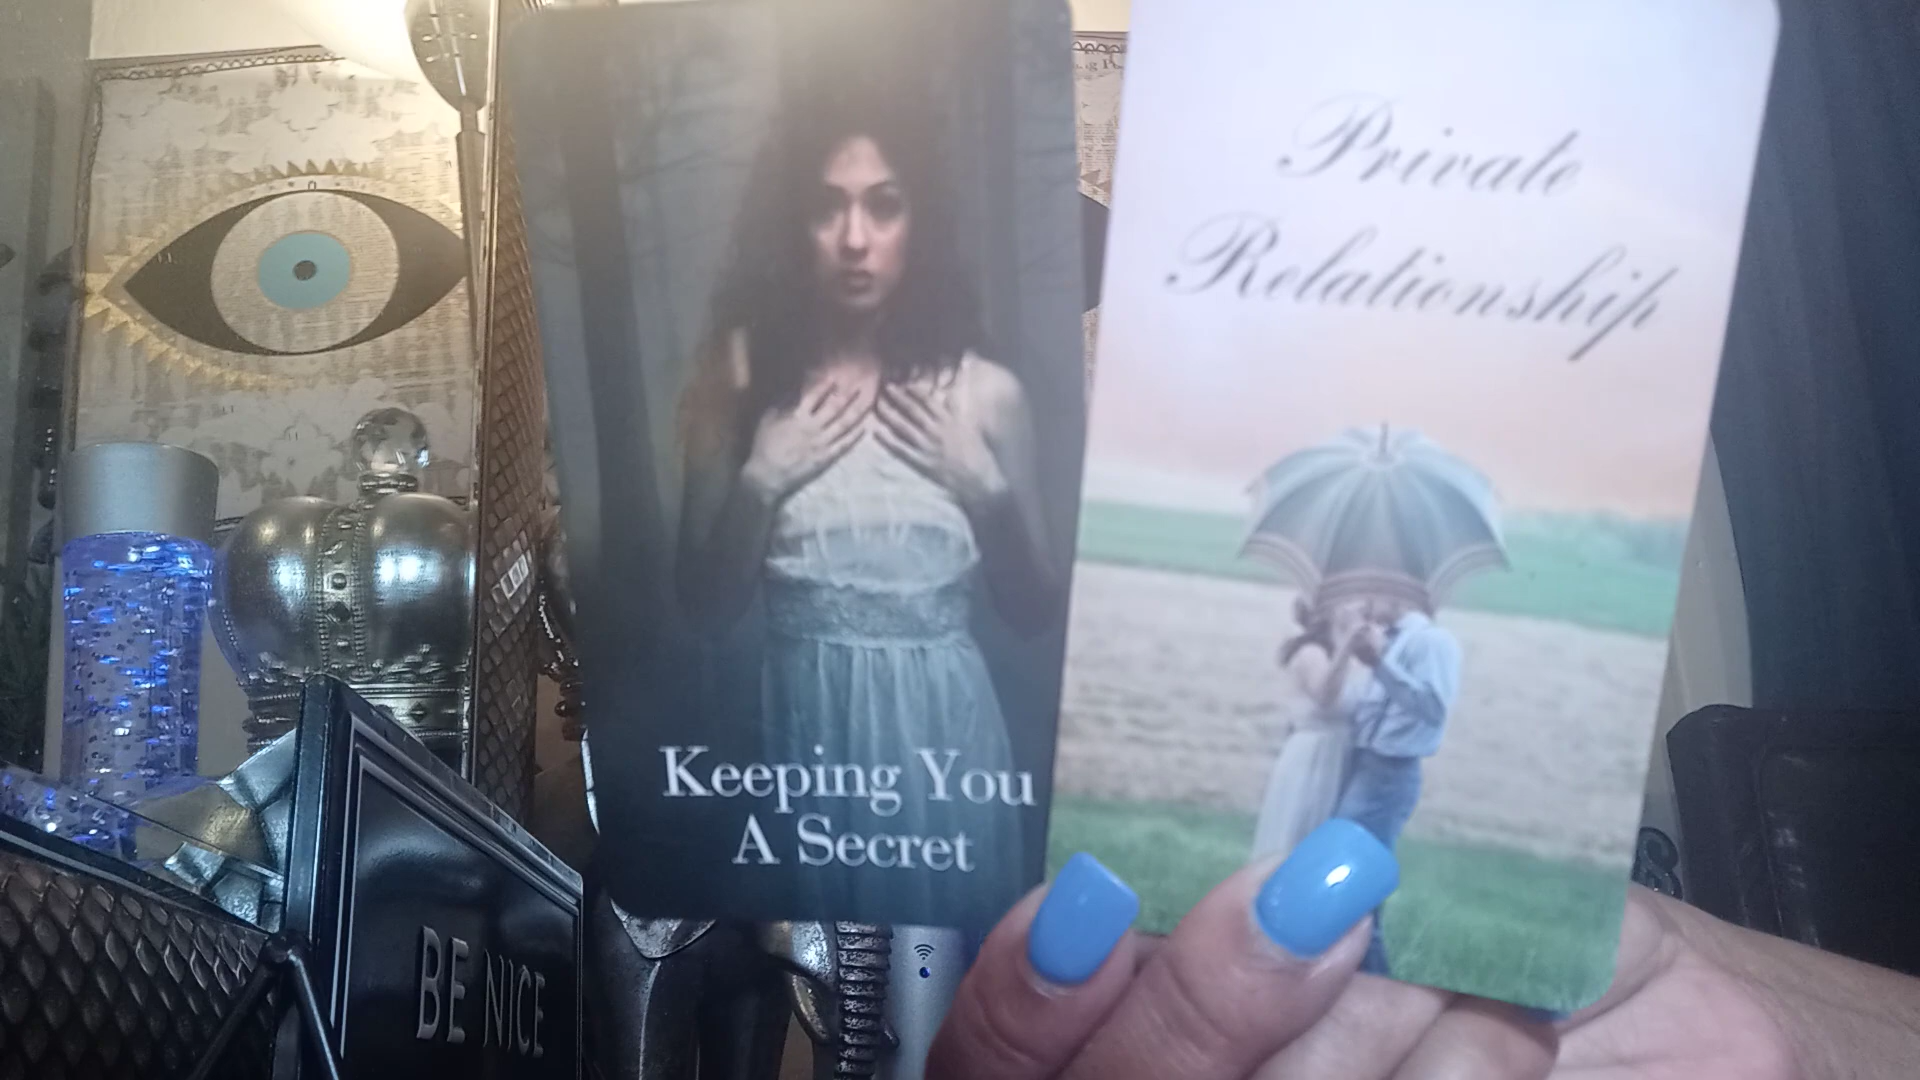 Keeping You
A Secret
Private
Relationship
BE NICE